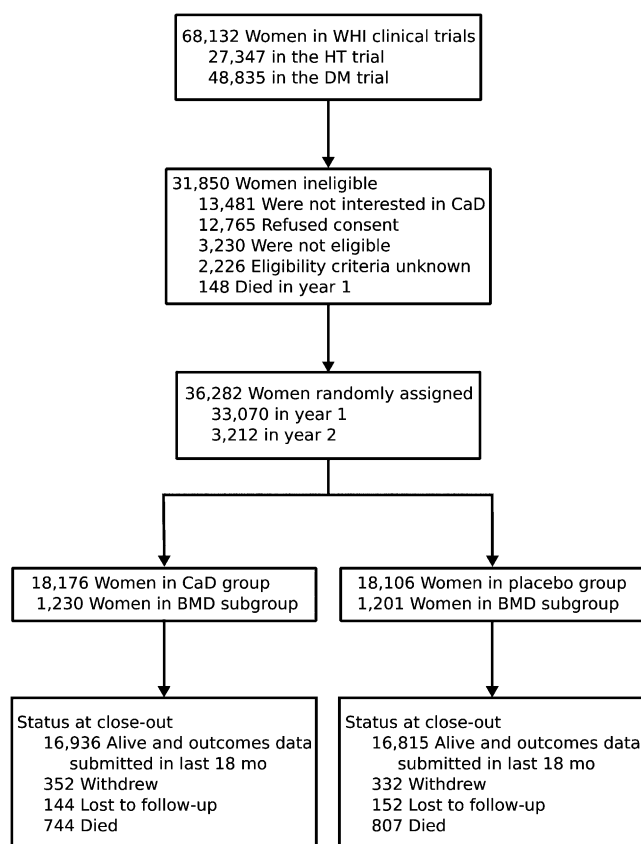 68,132 Women in WHI clinical trials
27,347 in the HT trial
48,835 in the DM trial
31,850 Women ineligible
13,481 Were not interested in CaD
12,765 Refused consent
3,230 Were not eligible
2,226 Eligibility criteria unknown
148 Died in year 1
36,282 Women randomly assigned
33,070 in year 1
3,212 in year 2
18,176 Women in CaD group
1,230 Women in BMD subgroup
18,106 Women in placebo group
1,201 Women in BMD subgroup
Status at close-out
16,936 Alive and outcomes data
submitted in last 18 mo
352 Withdrew
144 Lost to follow-up
744 Died
Status at close-out
16,815 Alive and outcomes data
submitted in last 18 mo
332 Withdrew
152 Lost to follow-up
807 Died